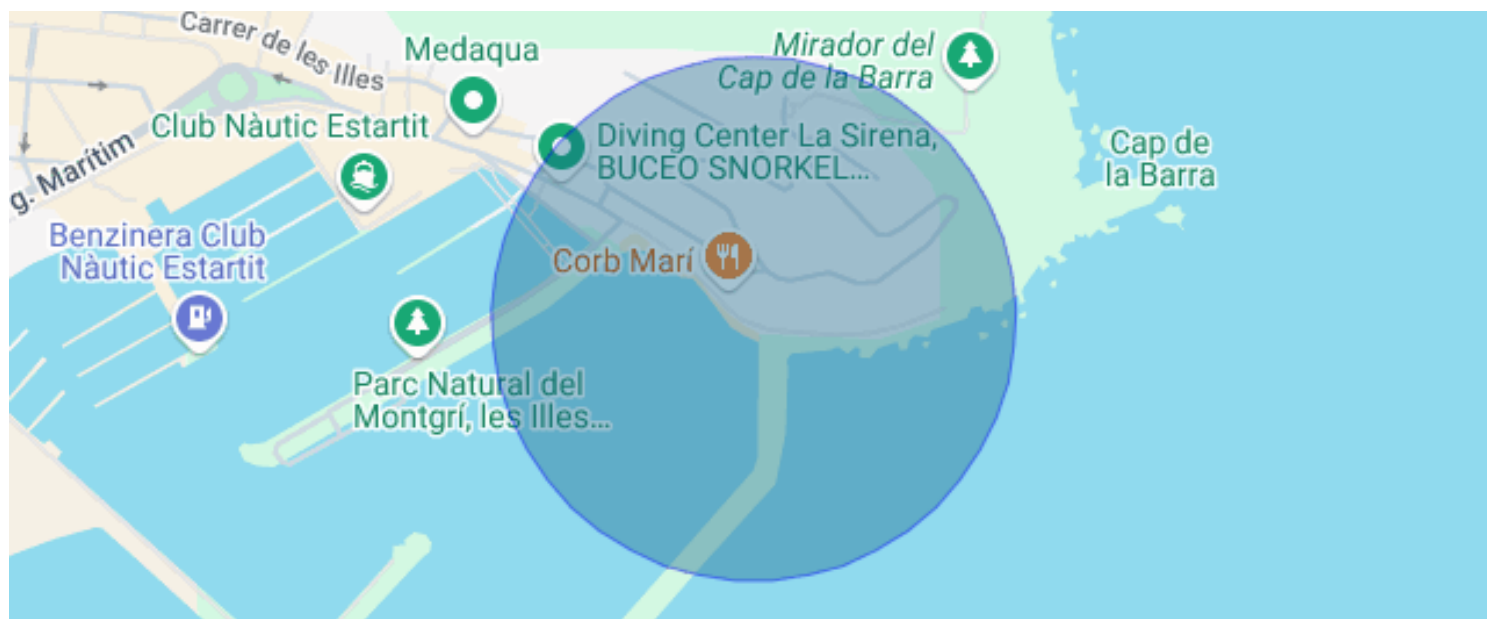 Carrer de les Illes
Medaqua
Mirador del
Cap de la Barra
Club Nàutic Estartit
Diving Center La Sirena,
BUCEO SNORKEL...
Cap de
la Barra
g. Marítim
Benzinera Club
Nàutic Estartit
Corb Marí
Parc Natural del
Montgrí, les Illes...